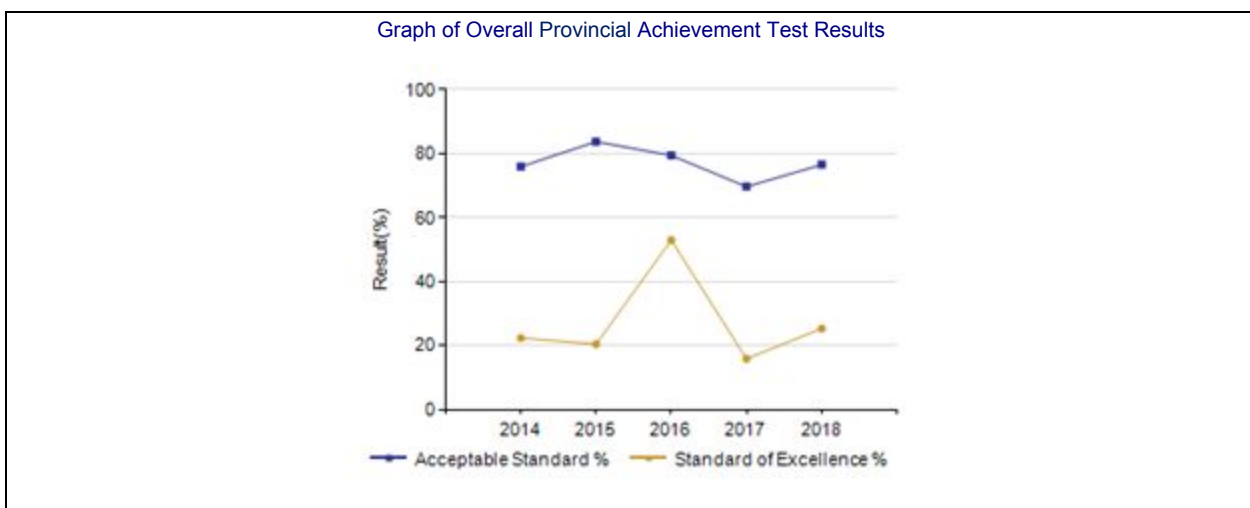 Graph of Overall Provincial Achievement Test Results
100
80
60
40
20
0
Result(%)
2014 2015 2016 2017 2018
Acceptable Standard % Standard of Excellence %